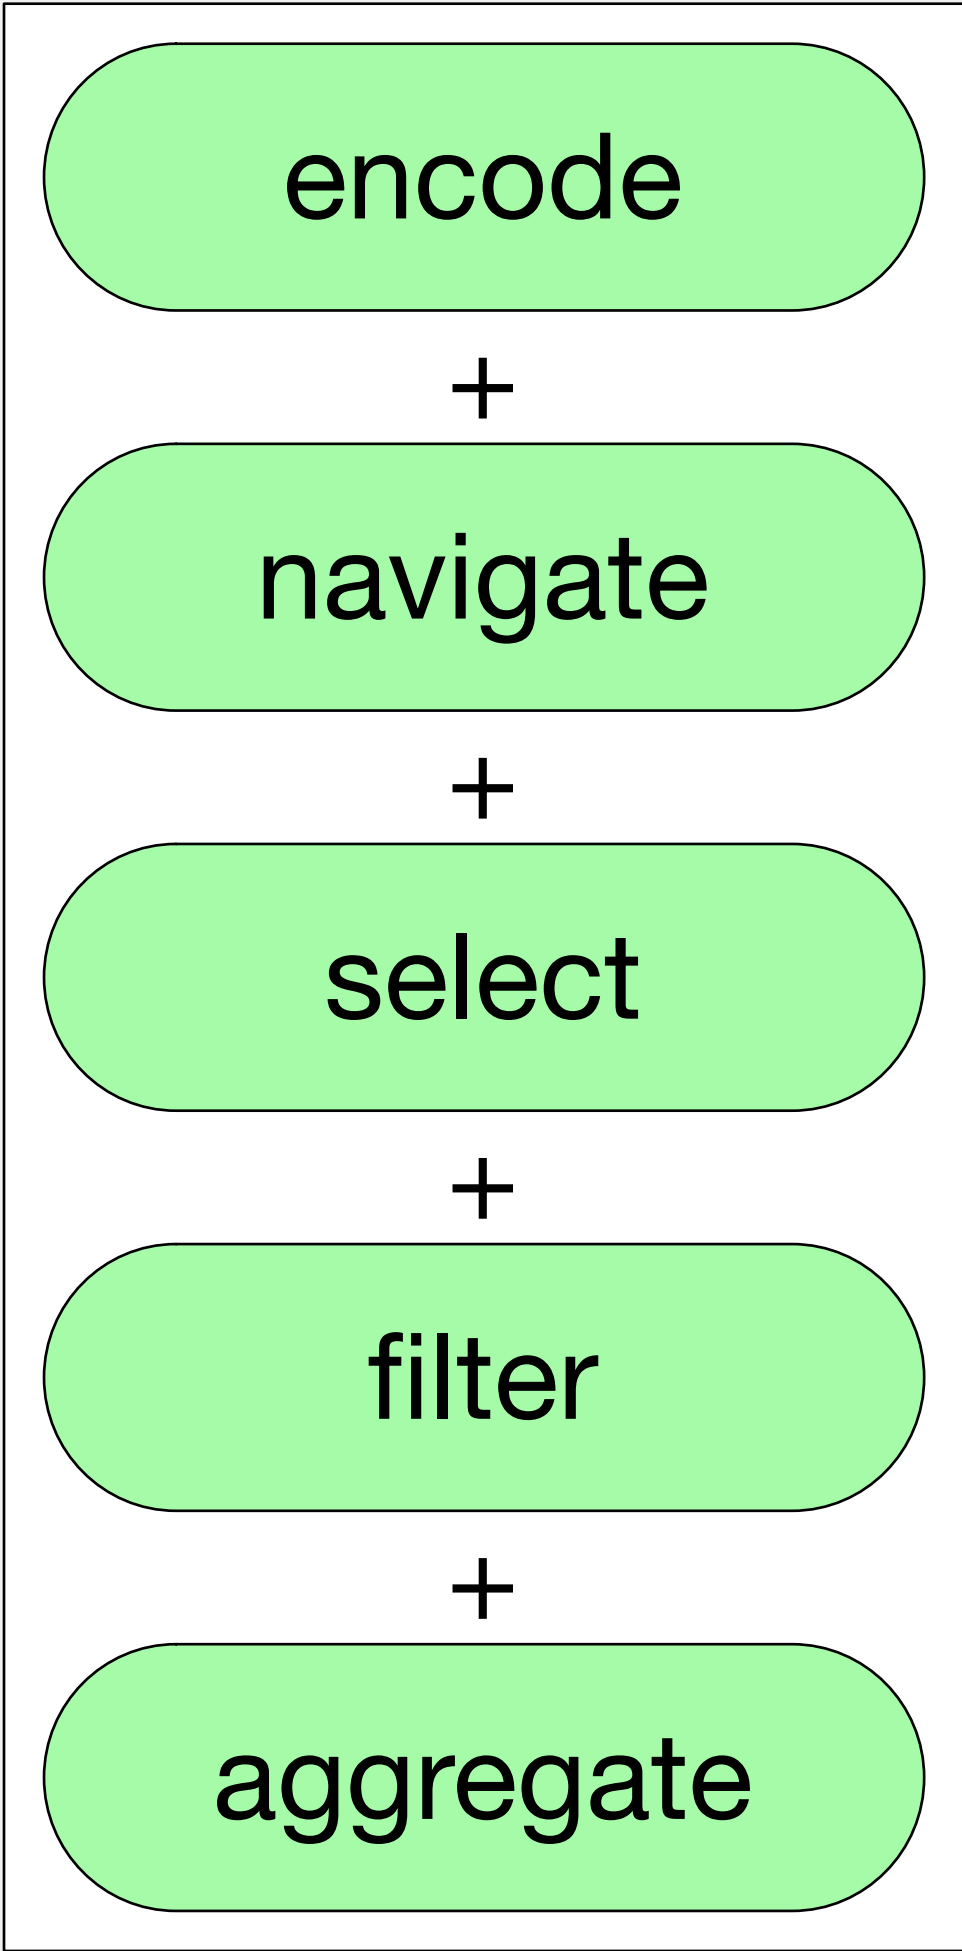 encode
+
navigate
+
select
+
filter
+
aggregate